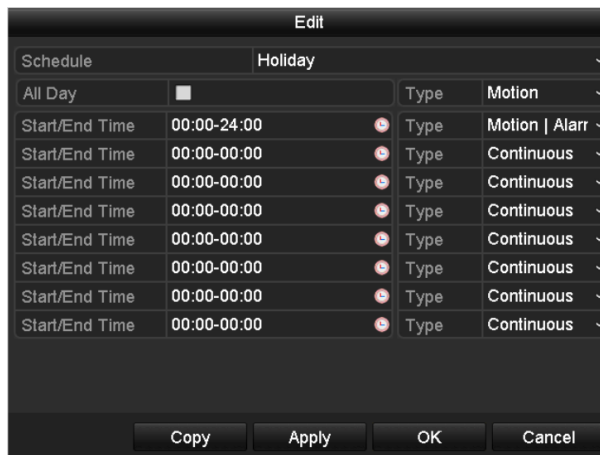 Edit
Schedule Holiday
All Day Type Motion
Start/End Time 00:00-24:00 Type Motion | Alarr
Start/End Time 00:00-00:00 Type Continuous
Start/End Time 00:00-00:00 Type Continuous
Start/End Time 00:00-00:00 Type Continuous
Start/End Time 00:00-00:00 Type Continuous
Start/End Time 00:00-00:00 Type Continuous
Start/End Time 00:00-00:00 Type Continuous
Start/End Time 00:00-00:00 Type Continuous
Copy Apply OK Cancel